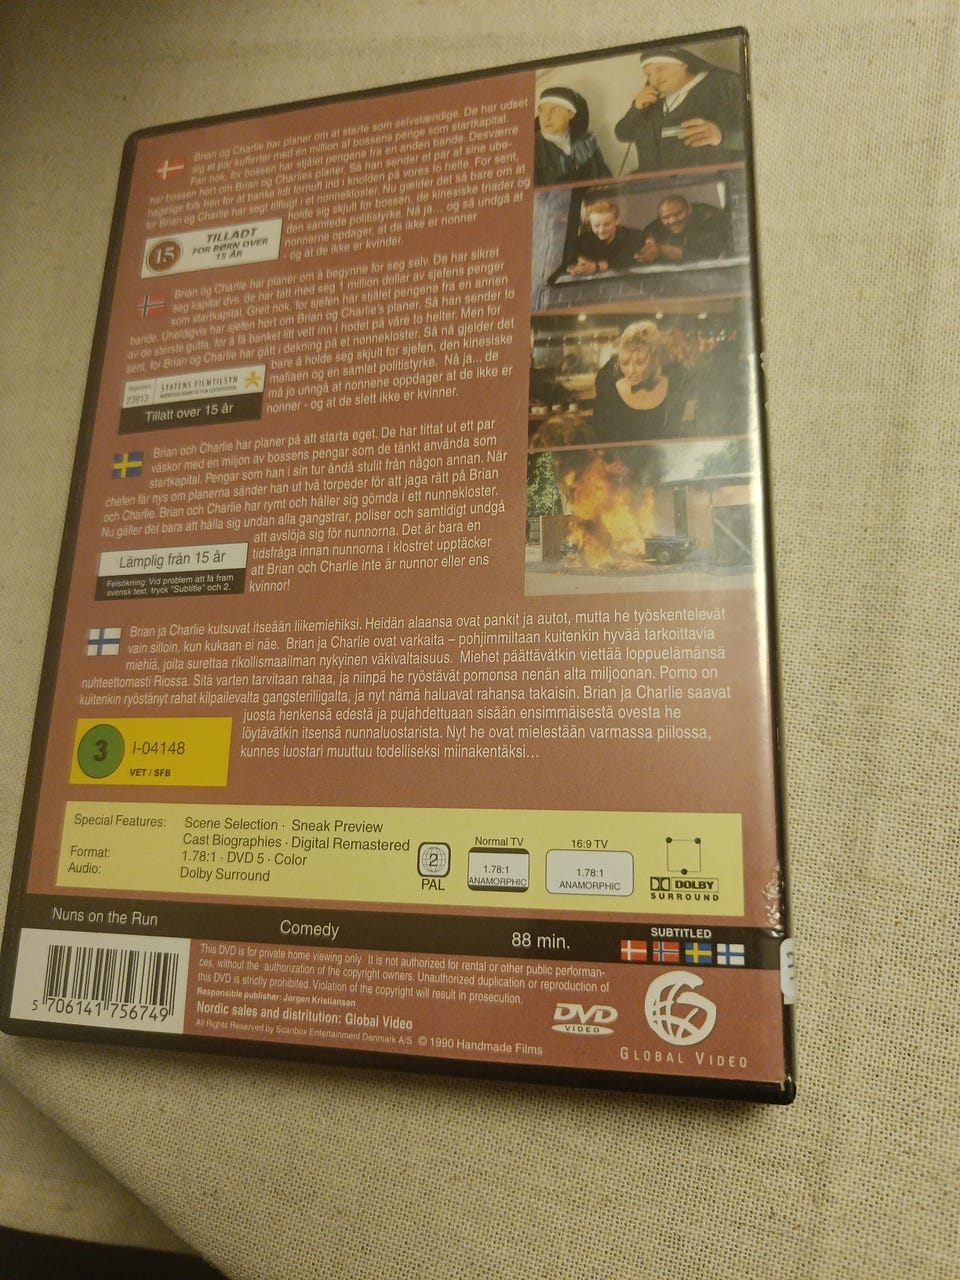 Brian og Charlie har planer om at starte som selvstændige. De har udset
sig et par kufferter med en million af bossens penge som startkapital.
Fair nok, for bossen har stjålet pengene fra en anden bande. Desværre
har bossen hørt om Brian og Charlies planer. Så han sender et par af sine ube-
hagelige folk hen for at banke lidt fornuft ind i knolden på vores to helte. For sent,
for Brian og Charlie har søgt tilflugt i et nonnekloster. Nu gælder det så bare om at
holde sig skjult for bossen, de kinesiske triader og
den samlede politistyrke. Nå ja... og så undgå at
nonnerne opdager, at de ikke er nonner
- og at de ikke er kvinder.
15
TILLADT
FOR BØRN OVER
15 ÅR
Brian og Charlie har planer om å begynne for seg selv. De har sikret
seg kapital dvs. de har tatt med seg 1 million dollar av sjefens penger
som startkapital. Greit nok, for sjefen har stjålet pengene fra en annen
bande. Uheldigvis har sjefen hørt om Brian og Charlie's planer. Så han sender to
av de største gutta, for å få banket litt vett inn i hodet på våre to helter. Men for
sent, for Brian og Charlie har gått i dekning på et nonnekloster. Så nå gjelder det
bare å holde seg skjult for sjefen, den kinesiske
mafiaen og en samlet politistyrke. Nå ja... de
må jo unngå at nonnene oppdager at de ikke er
nonner - og at de slett ikke er kvinner.
23913
STATENS FILMTILSYN
Tillatt over 15 år
Brian och Charlie har planer på att starta eget. De har tittat ut ett par
väskor med en miljon av bossens pengar som de tänkt använda som
startkapital. Pengar som han i sin tur ändå stulit från någon annan. När
chefen får nys om planerna sänder han ut två torpeder för att jaga rätt på Brian
och Charlie. Brian och Charlie har rymt och håller sig gömda i ett nunnekloster.
Nu gäller det bara att hålla sig undan alla gangstrar, poliser och samtidigt undgå
att avslöja sig för nunnorna. Det är bara en
tidsfråga innan nunnorna i klostret upptäcker
att Brian och Charlie inte är nunnor eller ens
kvinnor!
Lämplig från 15 år
Felsökning: Vid problem att få fram
svensk text, tryck "Subtitle" och 2.
Brian ja Charlie kutsuvat itseään liikemiehiksi. Heidän alaansa ovat pankit ja autot, mutta he työskentelevät
vain silloin, kun kukaan ei näe. Brian ja Charlie ovat varkaita – pohjimmiltaan kuitenkin hyvää tarkoittavia
miehiä, joita surettaa rikollismaailman nykyinen väkivaltaisuus. Miehet päättävätkin viettää loppuelämänsä
nuhteettomasti Riossa. Sitä varten tarvitaan rahaa, ja niinpä he ryöstävät pomonsa nenän alta miljoonan. Pomo on
kuitenkin ryöstänyt rahat kilpailevalta gangsteriliigalta, ja nyt nämä haluavat rahansa takaisin. Brian ja Charlie saavat
juosta henkensä edestä ja pujahdettuaan sisään ensimmäisestä ovesta he
löytävätkin itsensä nunnaluostarista. Nyt he ovat mielestään varmassa piilossa,
kunnes luostari muuttuu todelliseksi miinakentäksi...
3
I-04148
VET / SFB
Special Features: Scene Selection · Sneak Preview
Cast Biographies · Digital Remastered
Format: 1.78:1 · DVD 5 · Color
Audio: Dolby Surround
2
PAL
Normal TV
1.78:1
ANAMORPHIC
16:9 TV
1.78:1
ANAMORPHIC
DOLBY
SURROUND
Nuns on the Run Comedy 88 min.
SUBTITLED
5 706141 756749
This DVD is for private home viewing only. It is not authorized for rental or other public performan-
ces, without the authorization of the copyright owners. Unauthorized duplication or reproduction of
this DVD is strictly prohibited. Violation of the copyright will result in prosecution.
Responsible publisher: Jørgen Kristiansen
Nordic sales and distritution: Global Video
All Rights Reserved by Scanbox Entertainment Denmark A/S © 1990 Handmade Films
DVD
VIDEO
GLOBAL VIDEO